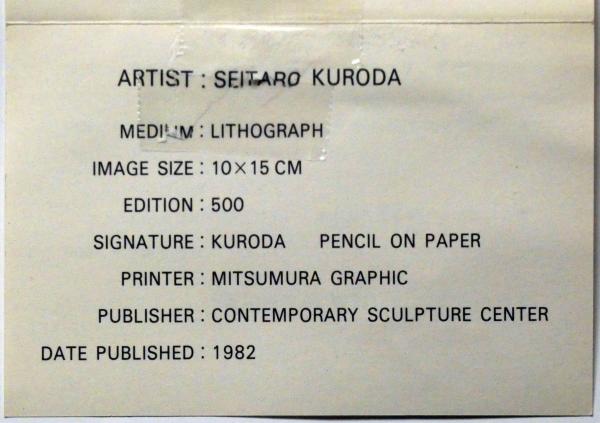 ARTIST : SEITARO KURODA
MEDIUM : LITHOGRAPH
IMAGE SIZE : 10×15 CM
EDITION : 500
SIGNATURE : KURODA PENCIL ON PAPER
PRINTER : MITSUMURA GRAPHIC
PUBLISHER : CONTEMPORARY SCULPTURE CENTER
DATE PUBLISHED : 1982